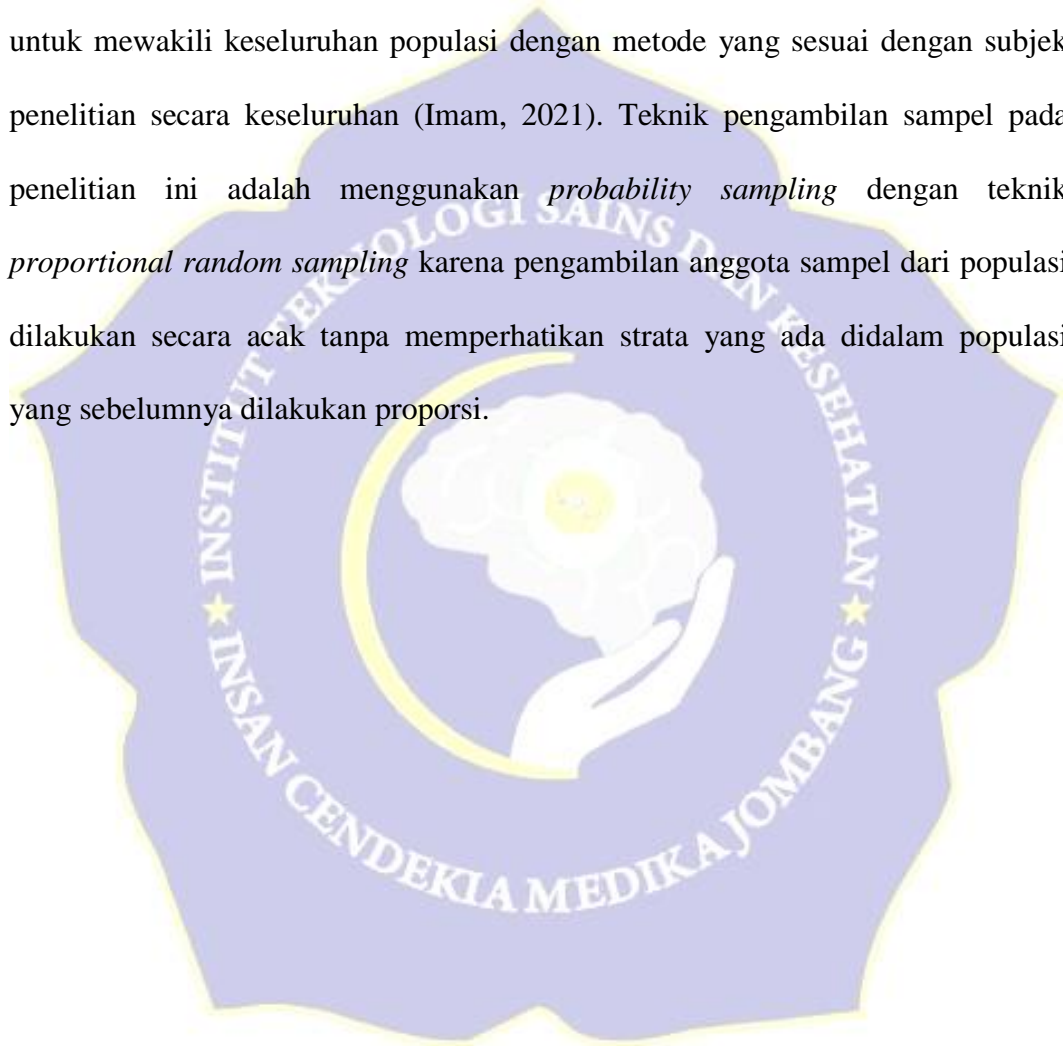 untuk mewakili keseluruhan populasi dengan metode yang sesuai dengan subjek
penelitian secara keseluruhan (Imam, 2021). Teknik pengambilan sampel pada
penelitian ini adalah menggunakan probability sampling dengan teknik
proportional random sampling karena pengambilan anggota sampel dari populasi
dilakukan secara acak tanpa memperhatikan strata yang ada didalam populasi
yang sebelumnya dilakukan proporsi.
INSTITUT TEKNOLOGI SAINS DAN KESEHATAN
★ INSAN CENDEKIA MEDIKA JOMBANG ★